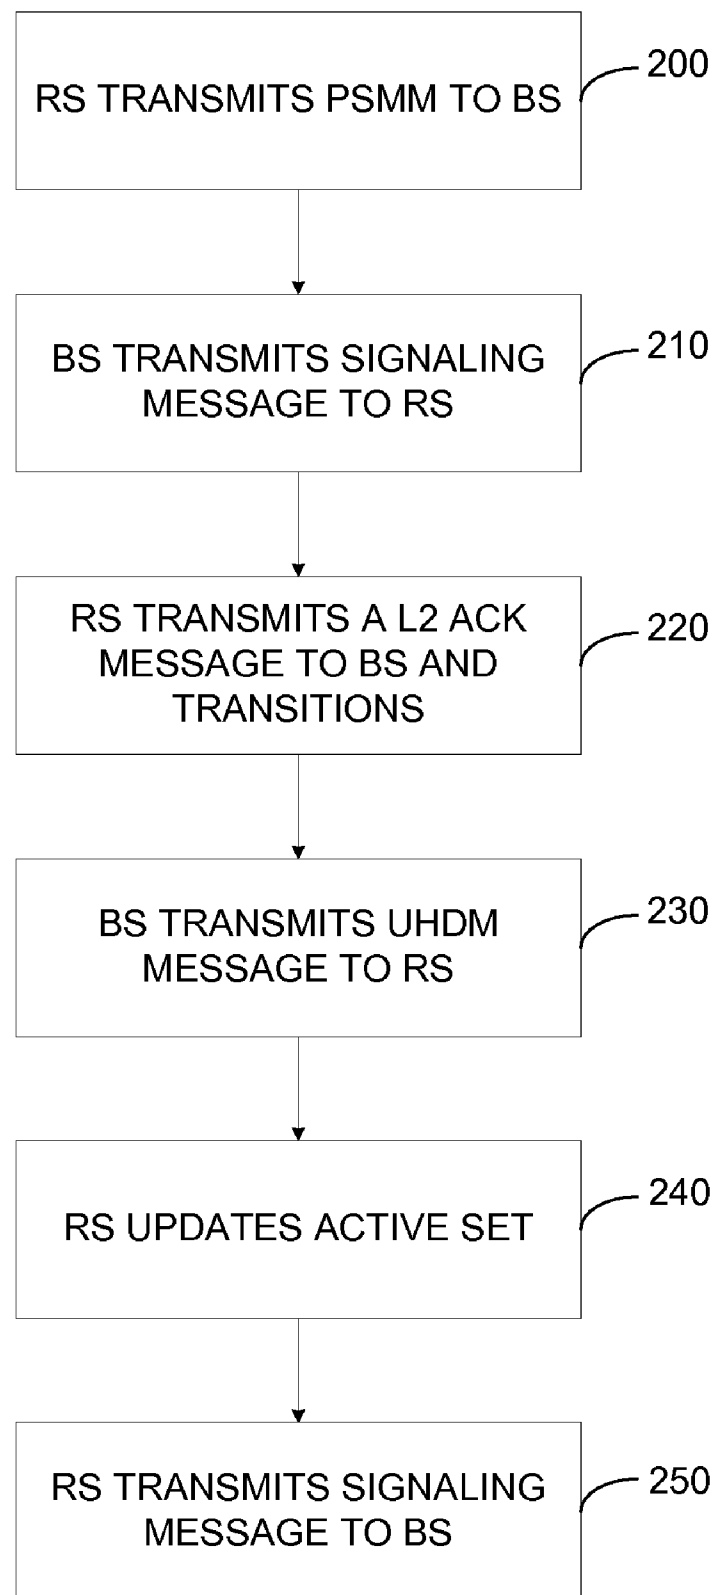 RS TRANSMITS PSMM TO BS
200
BS TRANSMITS SIGNALING
MESSAGE TO RS
210
RS TRANSMITS A L2 ACK
MESSAGE TO BS AND
TRANSITIONS
220
BS TRANSMITS UHDM
MESSAGE TO RS
230
RS UPDATES ACTIVE SET
240
RS TRANSMITS SIGNALING
MESSAGE TO BS
250